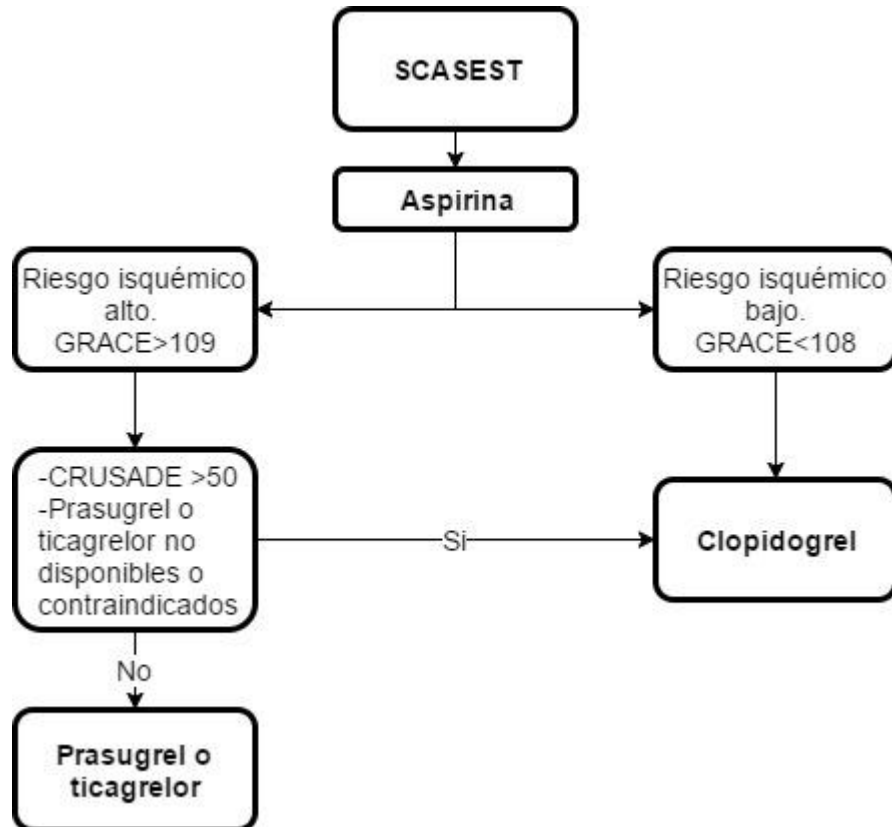 SCASEST
Aspirina
Riesgo isquémico
alto.
GRACE>109
Riesgo isquémico
bajo.
GRACE<108
-CRUSADE >50
-Prasugrel o
ticagrelor no
disponibles o
contraindicados
Si
Clopidogrel
No
Prasugrel o
ticagrelor